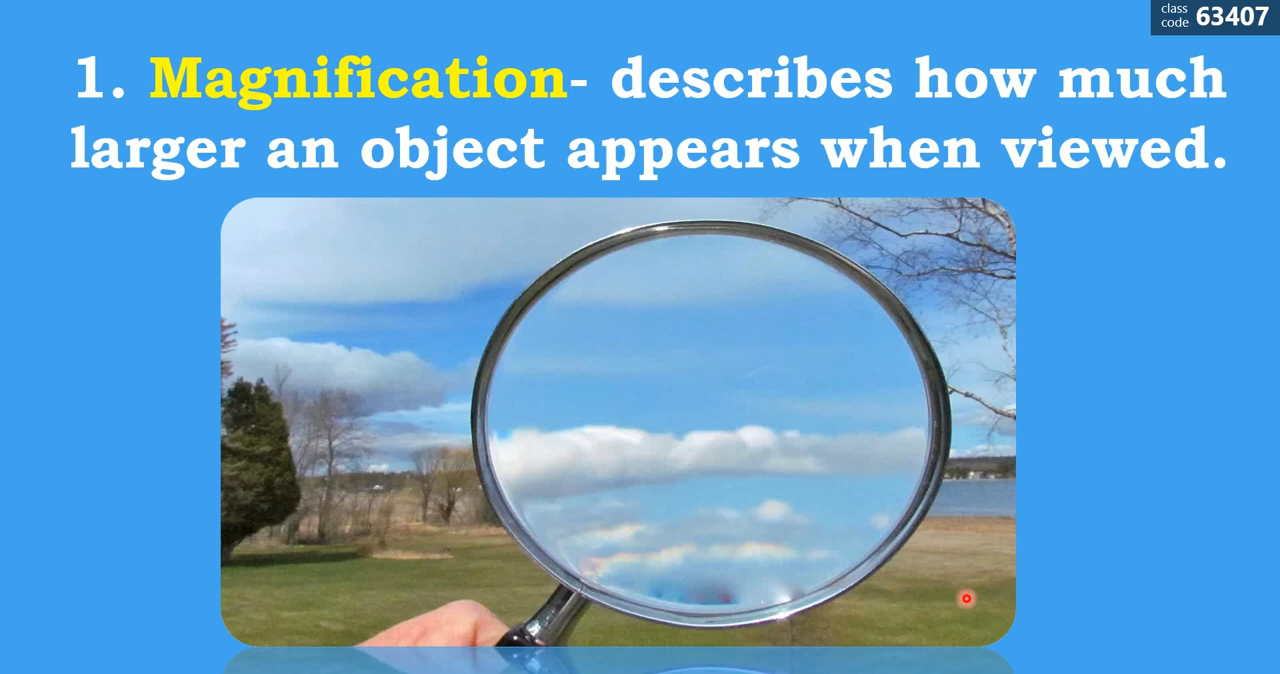 class
code 63407
1. Magnification- describes how much
larger an object appears when viewed.